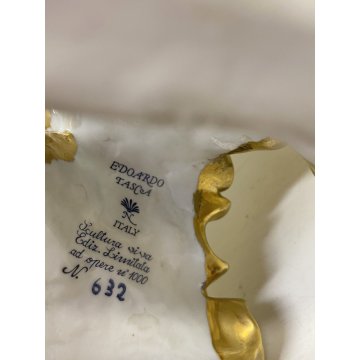 EDOARDO
TASCA
N
ITALY
Scultura viva
Ediz. Limitata
ad opere n° 1000
N. 632